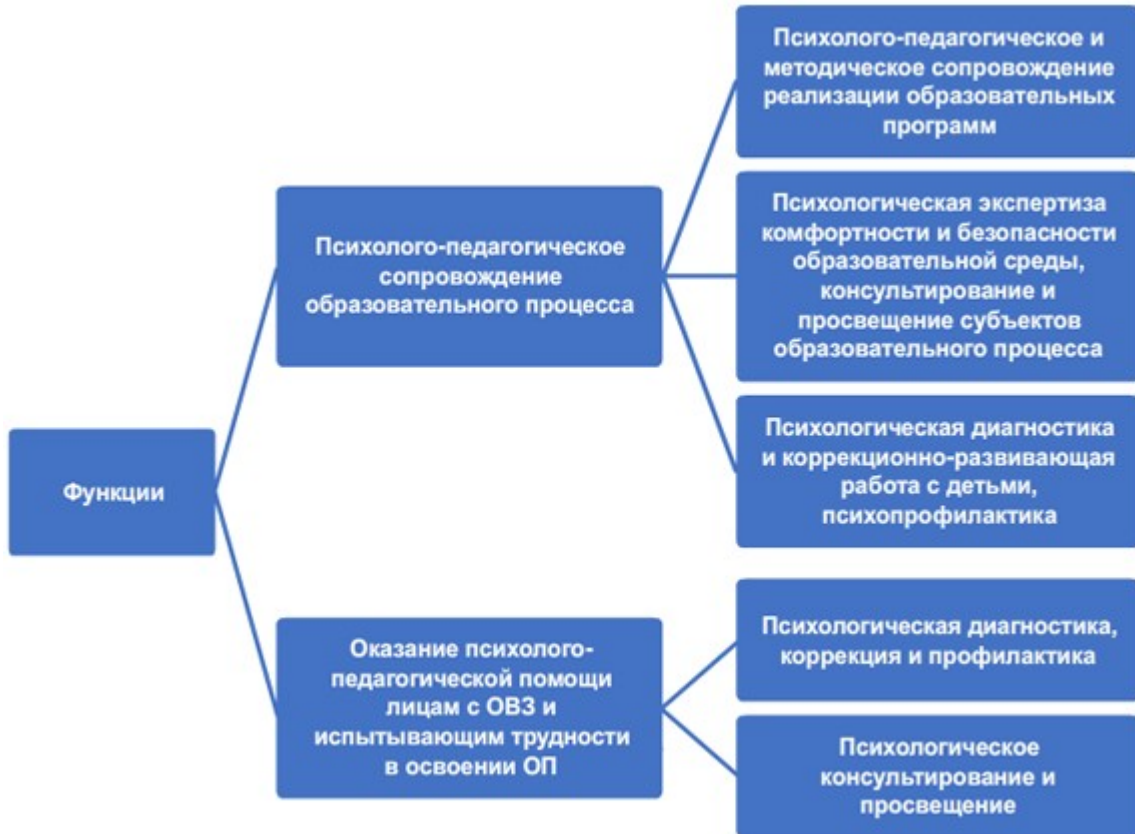 Функции
Психолого-педагогическое
сопровождение
образовательного процесса
Психолого-педагогическое и
методическое сопровождение
реализации образовательных
программ
Психологическая экспертиза
комфортности и безопасности
образовательной среды,
консультирование и
просвещение субъектов
образовательного процесса
Психологическая диагностика
и коррекционно-развивающая
работа с детьми,
психопрофилактика
Оказание психолого-
педагогической помощи
лицам с ОВЗ и
испытывающим трудности
в освоении ОП
Психологическая диагностика,
коррекция и профилактика
Психологическое
консультирование и
просвещение